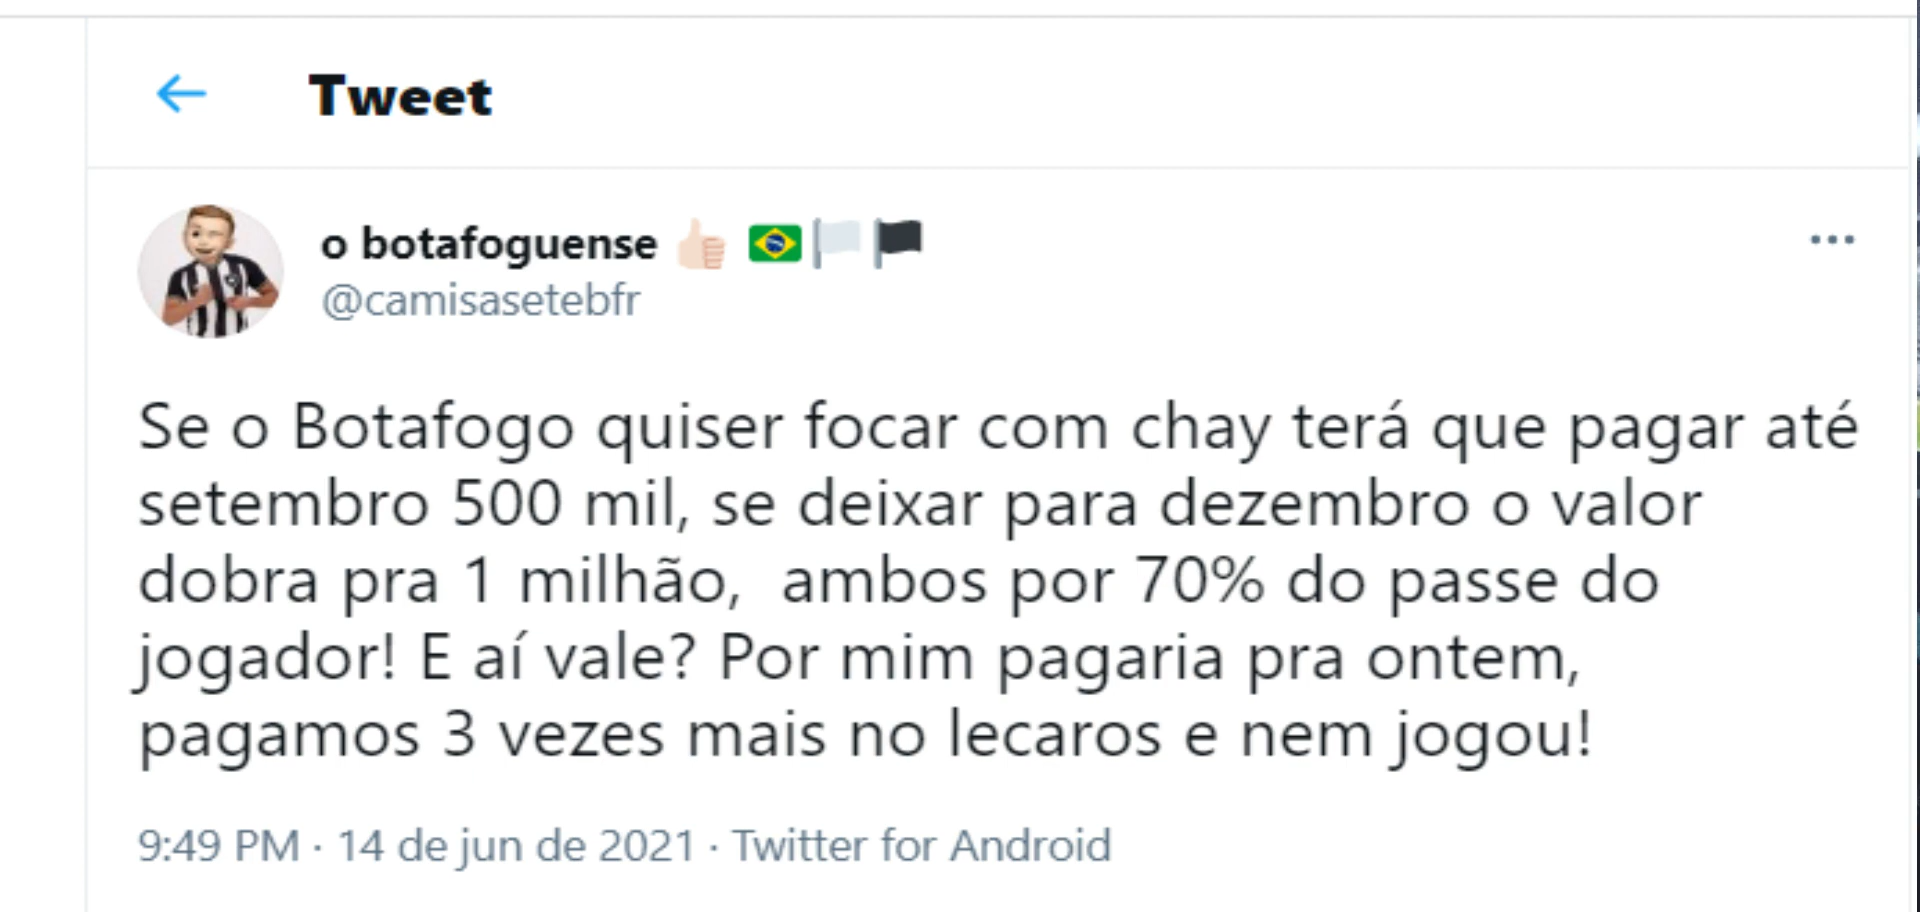 Tweet
o botafoguense 👍🏻 🇧🇷🏳🏴
@camisasetebfr
Se o Botafogo quiser focar com chay terá que pagar até
setembro 500 mil, se deixar para dezembro o valor
dobra pra 1 milhão,  ambos por 70% do passe do
jogador! E aí vale? Por mim pagaria pra ontem,
pagamos 3 vezes mais no lecaros e nem jogou!
9:49 PM · 14 de jun de 2021 · Twitter for Android